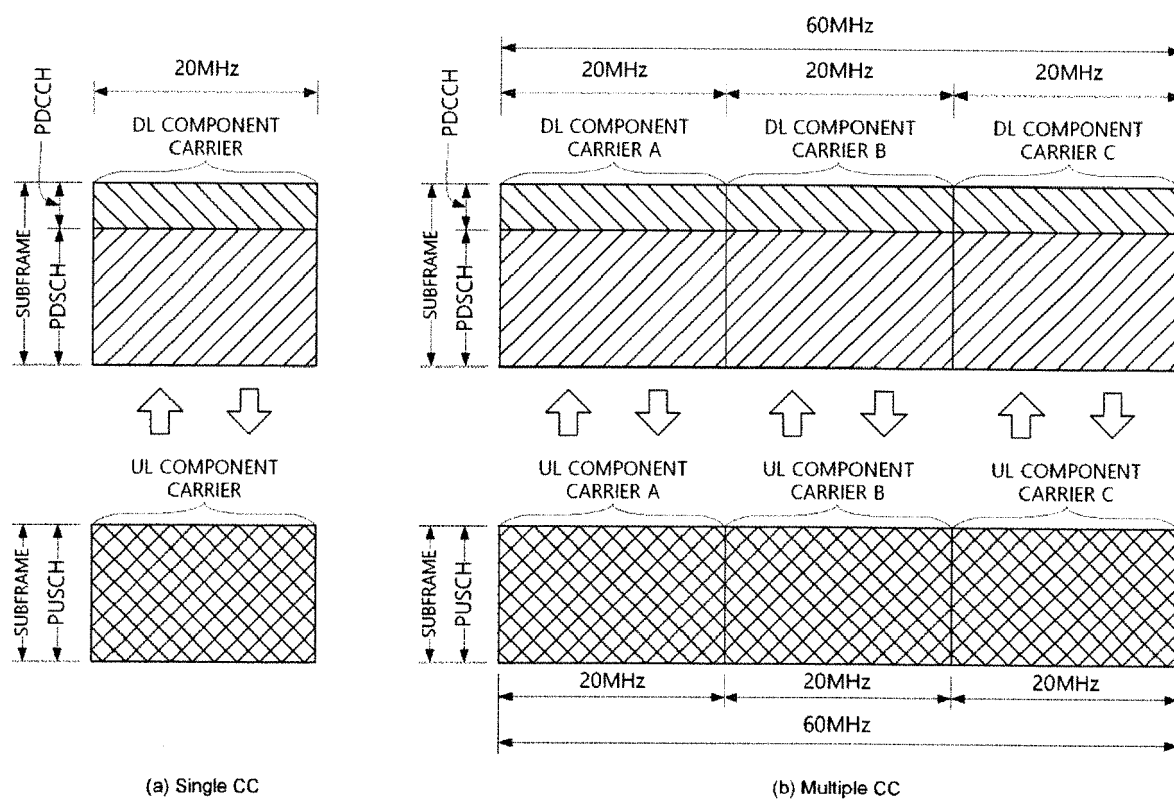 60MHz
20MHz
20MHz
20MHz
20MHz
PDCCH
DL COMPONENT
CARRIER
PDCCH
DL COMPONENT
CARRIER A
DL COMPONENT
CARRIER B
DL COMPONENT
CARRIER C
SUBFRAME
PDSCH
SUBFRAME
PDSCH
UL COMPONENT
CARRIER
UL COMPONENT
CARRIER A
UL COMPONENT
CARRIER B
UL COMPONENT
CARRIER C
SUBFRAME
PUSCH
SUBFRAME
PUSCH
20MHz
20MHz
20MHz
60MHz
(a) Single CC
(b) Multiple CC